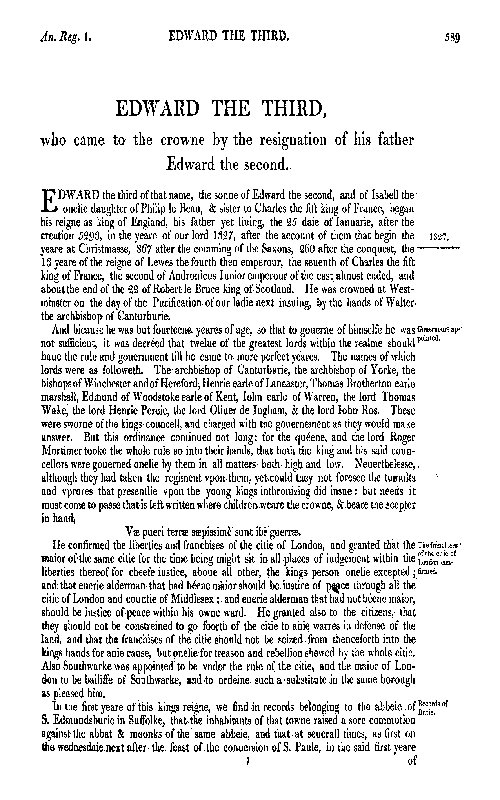 An. Reg. 1.
EDWARD THE THIRD.
589
EDWARD THE THIRD,
who came to the crowne by the resignation of his father
Edward the second.
EDWARD the third of that name, the sonne of Edward the second, and of Isabell the
onelie daughter of Philip le Beau, & sister to Charles the fift king of France, began
his reigne as king of England, his father yet liuing, the 25 daie of Ianuarie, after the
creation 5293, in the yeare of our lord 1327, after the account of them that begin the
1327.
yeare at Christmasse, 867 after the comming of the Saxons, 260 after the conquest, the
13 yeare of the reigne of Lewes the fourth then emperour, the seuenth of Charles the fift
king of France, the second of Andronicus Iunior emperour of the east almost ended, and
about the end of the 22 of Robert le Bruce king of Scotland. He was crowned at West-
minster on the day of the Purification of our ladie next insuing, by the hands of Walter
the archbishop of Canturburie.
And bicause he was but fourteene yeares of age, so that to gouerne of himselfe he was
Gouernours ap-
not sufficient, it was decréed that twelue of the greatest lords within the realme should
pointed.
haue the rule and gouernment till he came to more perfect yeares. The names of which
lords were as followeth. The archbishop of Canturburie, the archbishop of Yorke, the
bishops of Winchester and of Hereford, Henrie earle of Lancaster, Thomas Brotherton earle
marshall, Edmund of Woodstoke earle of Kent, Iohn earle of Warren, the lord Thomas
Wake, the lord Henrie Persie, the lord Oliuer de Ingham, & the lord Iohn Ros. These
were sworne of the kings councell, and charged with the gouernement as they would make
answer. But this ordinance continued not long: for the quéene, and the lord Roger
Mortimer tooke the whole rule so into their hands, that both the king and his said coun-
cellors were gouerned onelie by them in all matters both high and low. Neuerthelesse,
although they had taken the regiment vpon them, yet could they not foresee the tumults
and vprores that presentlie vpon the young kings inthronizing did insue: but needs it
must come to passe that is left written where children weare the crowne, & beare the scepter
in hand,
Væ pueri terræ sæpissimè sunt ibi guerræ.
He confirmed the liberties and franchises of the citie of London, and granted that the
maior of the same citie for the time being might sit in all places of iudgement within the
of the citie of
liberties thereof for cheefe iustice, aboue all other, the kings person onelie excepted;
London con-
firmed.
and that euerie alderman that had béene maior should be iustice of peace through all the
citie of London and countie of Middlesex; and euerie alderman that had not béene maior,
should be iustice of peace within his owne ward. He granted also to the citizens, that
they should not be constreined to go foorth of the citie to anie warres in defense of the
land, and that the franchises of the citie should not be seized from thenceforth into the
kings hands for anie cause, but onelie for treason and rebellion shewed by the whole citie.
Also Southwarke was appointed to be vnder the rule of the citie, and the maior of Lon-
don to be bailiffe of Southwarke, and to ordeine such a substitute in the same borough
as pleased him.
In the first yeare of this kings reigne, we find in records belonging to the abbeie of
Records of
S. Edmundsburie in Suffolke, that the inhabitants of that towne raised a sore commotion
Burie.
against the abbat & moonks of the same abbeie, and that at seuerall times, as first on
the wednesdaie next after the feast of the conuersion of S. Paule, in the said first yeare
of